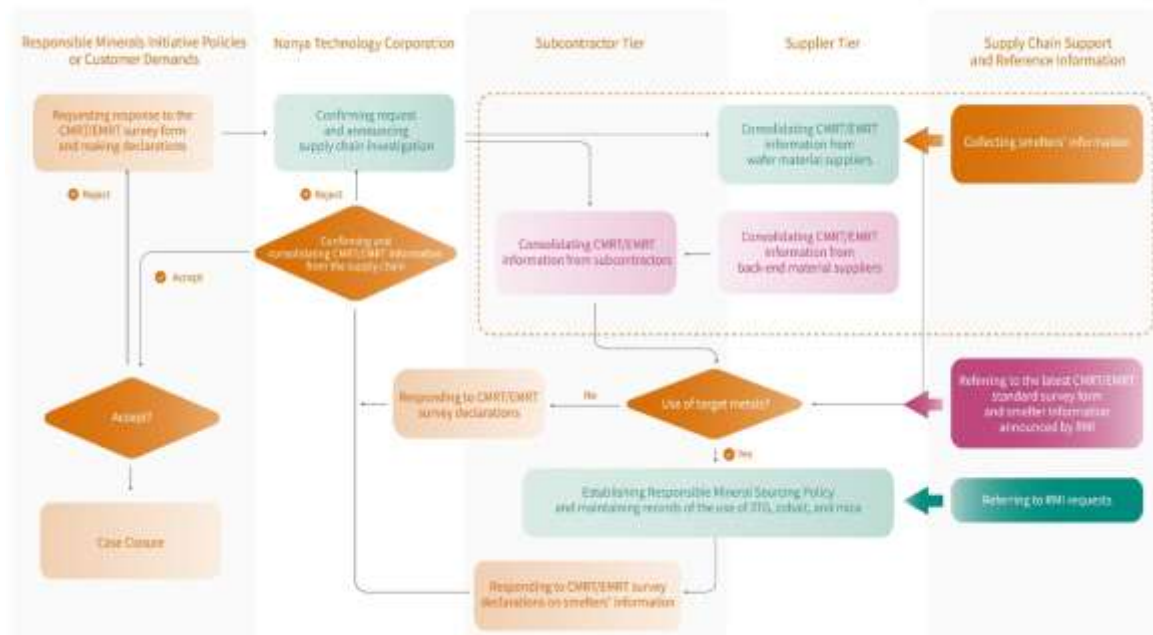 Responsible Minerals Initiative Policies
or Customer Demands
Nanya Technology Corporation
Subcontractor Tier
Supplier Tier
Supply Chain Support
and Reference Information
Requesting response to the
CMRT/EMRT survey form
and making declarations
Confirming request
and announcing
supply chain investigation
Consolidating CMRT/EMRT
information from
wafer material suppliers
Collecting smelters' information
Reject
Reject
Confirming and
consolidating CMRT/EMRT information
from the supply chain
Consolidating CMRT/EMRT
information from subcontractors
Consolidating CMRT/EMRT
information from
back-end material suppliers
Accept
Accept?
Responding to CMRT/EMRT
survey declarations
No
Use of target metals?
Referring to the latest CMRT/EMRT
standard survey form
and smelter information
announced by RMI
Yes
Establishing Responsible Mineral Sourcing Policy
and maintaining records of the use of 3TG, cobalt, and mica
Referring to RMI requests
Case Closure
Responding to CMRT/EMRT survey
declarations on smelters' information